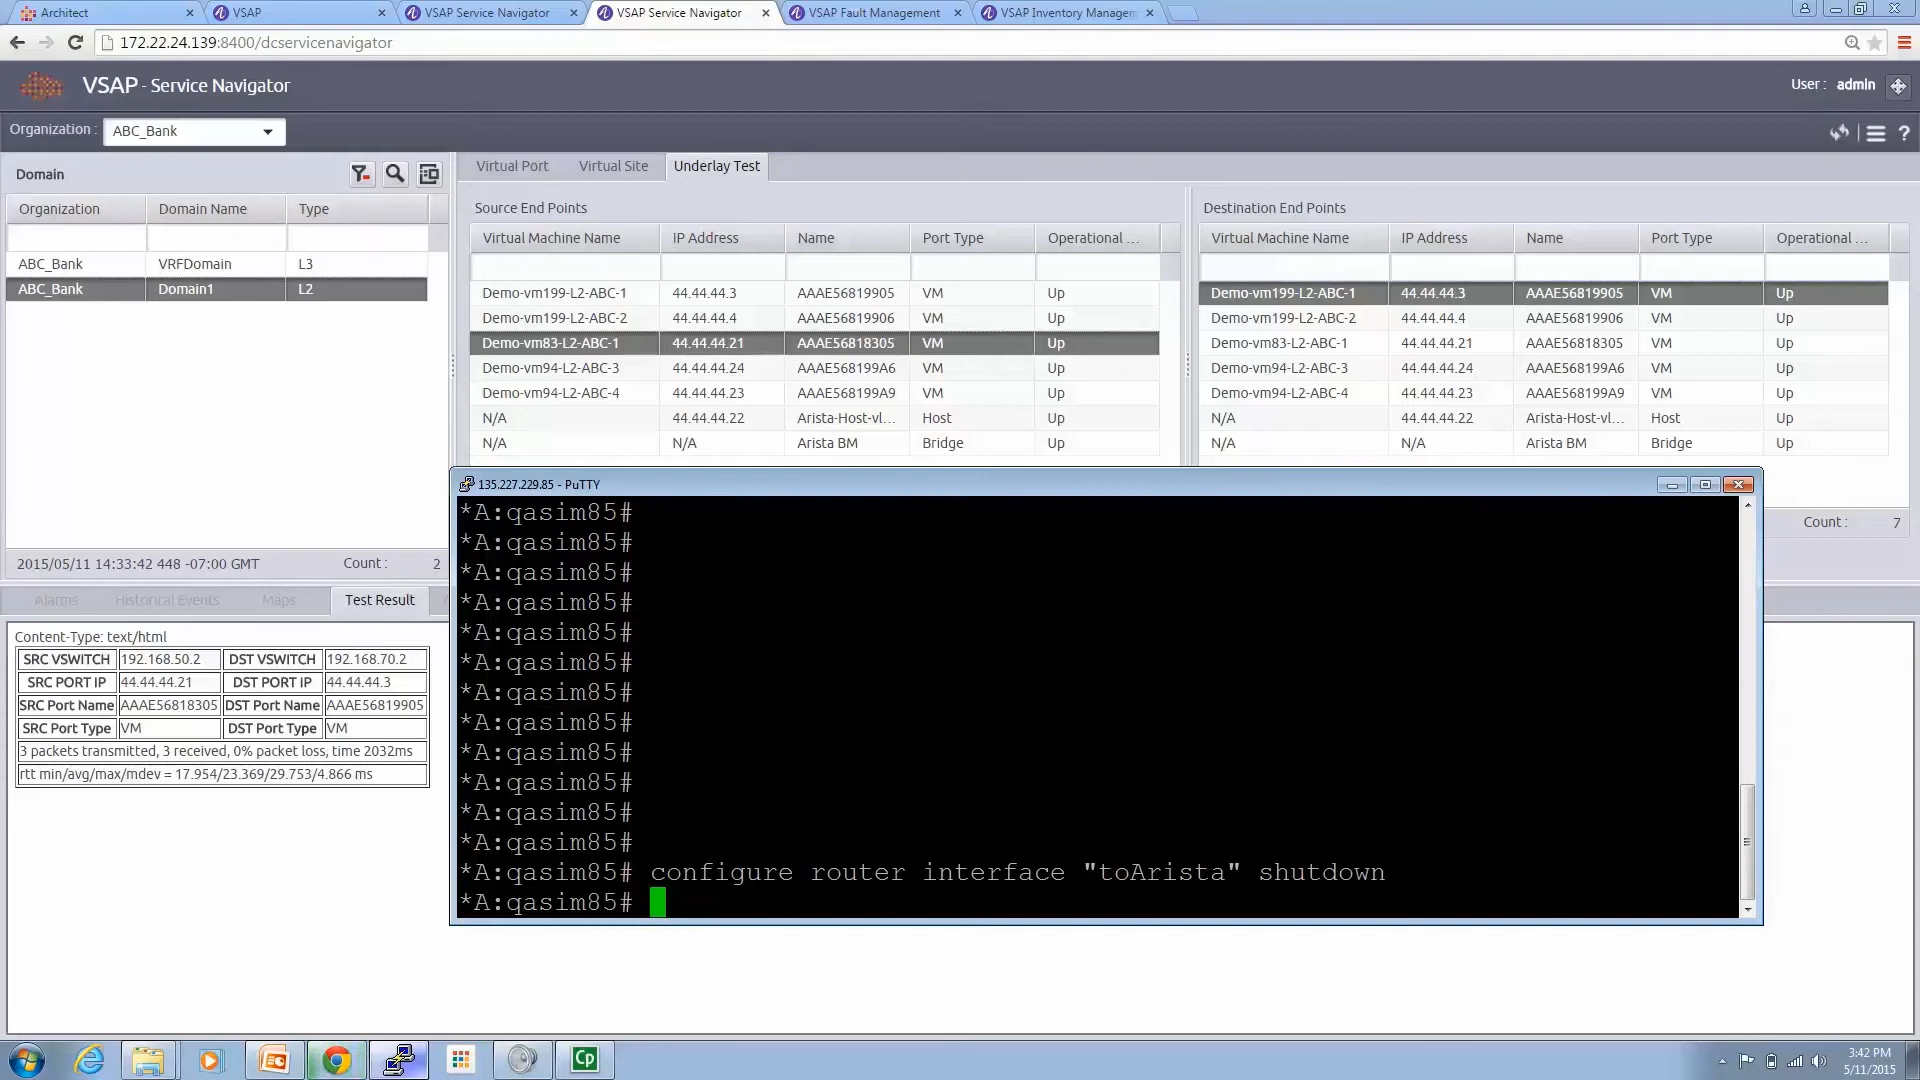 Architect
VSAP
VSAP Service Navigator
VSAP Service Navigator
VSAP Fault Management
VSAP Inventory Managem
172.22.24.139:8400/dcservicenavigator
VSAP - Service Navigator
User : admin
Organization : ABC_Bank
?
Domain
Organization Domain Name Type
ABC_Bank VRFDomain L3
ABC_Bank Domain1 L2
2015/05/11 14:33:42 448 -07:00 GMT Count : 2
Virtual Port Virtual Site Underlay Test
Source End Points
Virtual Machine Name IP Address Name Port Type Operational ...
Demo-vm199-L2-ABC-1 44.44.44.3 AAAE56819905 VM Up
Demo-vm199-L2-ABC-2 44.44.44.4 AAAE56819906 VM Up
Demo-vm83-L2-ABC-1 44.44.44.21 AAAE56818305 VM Up
Demo-vm94-L2-ABC-3 44.44.44.24 AAAE568199A6 VM Up
Demo-vm94-L2-ABC-4 44.44.44.23 AAAE568199A9 VM Up
N/A 44.44.44.22 Arista-Host-vl... Host Up
N/A N/A Arista BM Bridge Up
Destination End Points
Virtual Machine Name IP Address Name Port Type Operational ...
Demo-vm199-L2-ABC-1 44.44.44.3 AAAE56819905 VM Up
Demo-vm199-L2-ABC-2 44.44.44.4 AAAE56819906 VM Up
Demo-vm83-L2-ABC-1 44.44.44.21 AAAE56818305 VM Up
Demo-vm94-L2-ABC-3 44.44.44.24 AAAE568199A6 VM Up
Demo-vm94-L2-ABC-4 44.44.44.23 AAAE568199A9 VM Up
N/A 44.44.44.22 Arista-Host-vl... Host Up
N/A N/A Arista BM Bridge Up
Count : 7
Alarms Historical Events Maps Test Result
Content-Type: text/html
SRC VSWITCH 192.168.50.2 DST VSWITCH 192.168.70.2
SRC PORT IP 44.44.44.21 DST PORT IP 44.44.44.3
SRC Port Name AAAE56818305 DST Port Name AAAE56819905
SRC Port Type VM DST Port Type VM
3 packets transmitted, 3 received, 0% packet loss, time 2032ms
rtt min/avg/max/mdev = 17.954/23.369/29.753/4.866 ms
135.227.229.85 - PuTTY
*A:qasim85#
*A:qasim85#
*A:qasim85#
*A:qasim85#
*A:qasim85#
*A:qasim85#
*A:qasim85#
*A:qasim85#
*A:qasim85#
*A:qasim85#
*A:qasim85#
*A:qasim85#
*A:qasim85# configure router interface "toArista" shutdown
*A:qasim85#
Cp
3:42 PM
5/11/2015